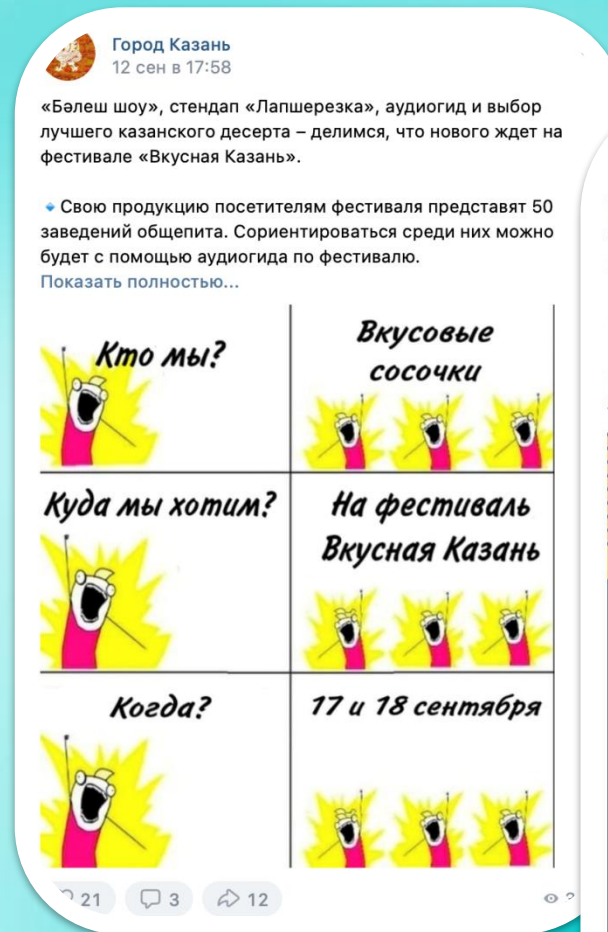 Город Казань
12 сен в 17:58
«Бәлеш шоу», стендап «Лапшерезка», аудиогид и выбор
лучшего казанского десерта – делимся, что нового ждет на
фестивале «Вкусная Казань».
🔹Свою продукцию посетителям фестиваля представят 50
заведений общепита. Сориентироваться среди них можно
будет с помощью аудиогида по фестивалю.
Показать полностью...
Кто мы?
Вкусовые
сосочки
Куда мы хотим?
На фестиваль
Вкусная Казань
Когда?
17 и 18 сентября
21
3
12